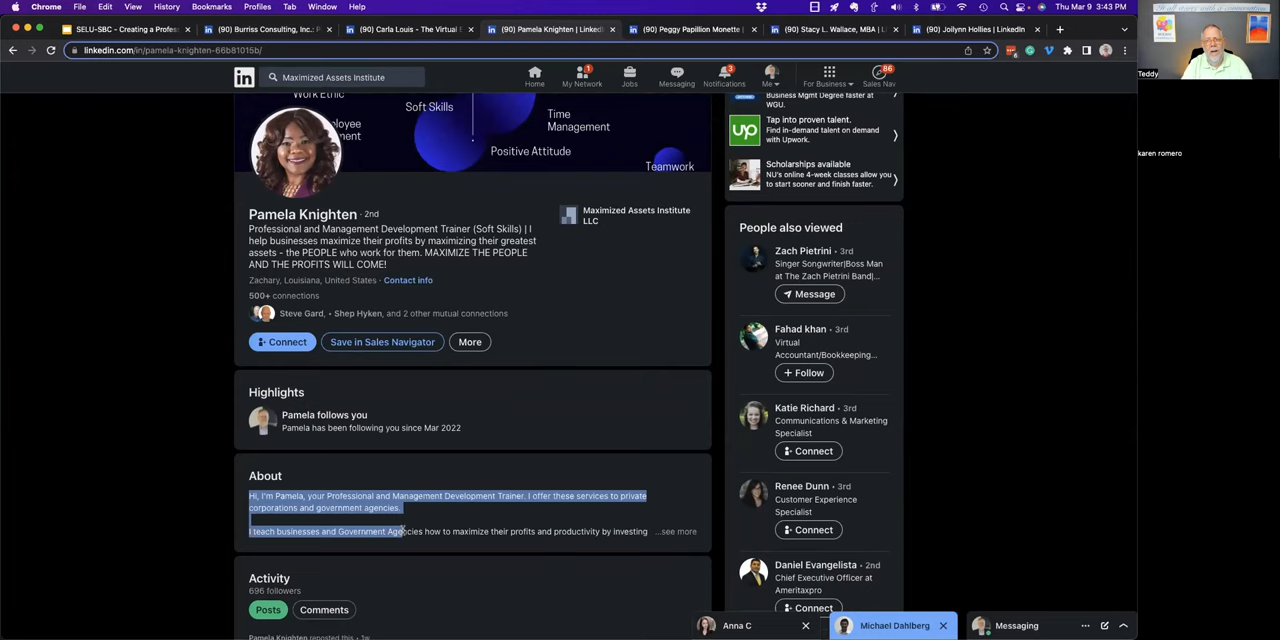 Chrome File Edit View History Bookmarks Profiles Tab Window Help
Thu Mar 9 3:43 PM
SELU-SBC - Creating a Profes
(90) Burriss Consulting, Inc.: P
(90) Carla Louis - The Virtual E
(90) Pamela Knighten | LinkedI
(90) Peggy Papillion Monette |
(90) Stacy L. Wallace, MBA | L
(90) Joilynn Hollies | LinkedIn
linkedin.com/in/pamela-knighten-66b81015b/
in
Maximized Assets Institute
Home
1
My Network
Jobs
Messaging
3
Notifications
Me
For Business
86
Sales Nav
Work Ethic
Soft Skills
Time
Management
Positive Attitude
Teamwork
Pamela Knighten · 2nd
Professional and Management Development Trainer (Soft Skills) | I
help businesses maximize their profits by maximizing their greatest
assets - the PEOPLE who work for them. MAXIMIZE THE PEOPLE
AND THE PROFITS WILL COME!
Maximized Assets Institute
LLC
Zachary, Louisiana, United States · Contact info
500+ connections
Steve Gard, • Shep Hyken, and 2 other mutual connections
Connect
Save in Sales Navigator
More
Highlights
Pamela follows you
Pamela has been following you since Mar 2022
About
Hi, I'm Pamela, your Professional and Management Development Trainer. I offer these services to private
corporations and government agencies.
I teach businesses and Government Agencies how to maximize their profits and productivity by investing ...see more
Activity
696 followers
Posts
Comments
Pamela Knighten reposted this • 1w
Business Mgmt Degree faster at
WGU.
up
Tap into proven talent.
Find in-demand talent on demand
with Upwork.
Scholarships available
NU's online 4-week classes allow you
to start sooner and finish faster.
People also viewed
Zach Pietrini • 3rd
Singer Songwriter|Boss Man
at The Zach Pietrini Band|...
Message
Fahad khan • 3rd
Virtual
Accountant/Bookkeeping...
+ Follow
Katie Richard • 3rd
Communications & Marketing
Specialist
Connect
Renee Dunn • 3rd
Customer Experience
Specialist
Connect
Daniel Evangelista • 2nd
Chief Executive Officer at
Ameritaxpro
Connect
Anna C
Michael Dahlberg
Messaging
Teddy
karen romero